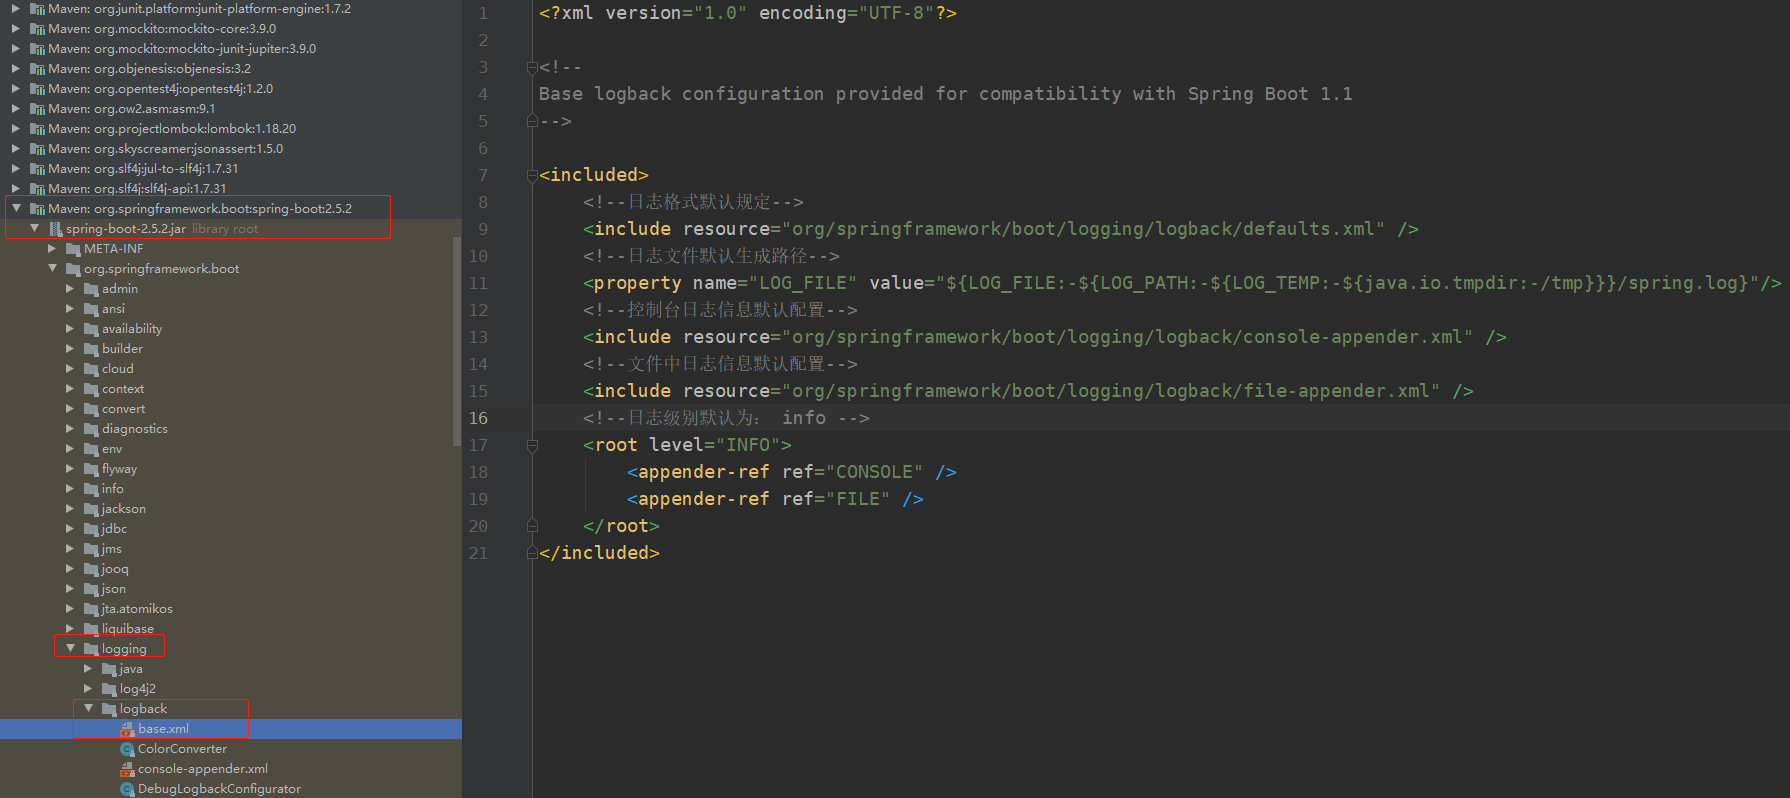 Maven: org.junit.platform:junit-platform-engine:1.7.2
Maven: org.mockito:mockito-core:3.9.0
Maven: org.mockito:mockito-junit-jupiter:3.9.0
Maven: org.objenesis:objenesis:3.2
Maven: org.opentest4j:opentest4j:1.2.0
Maven: org.ow2.asm:asm:9.1
Maven: org.projectlombok:lombok:1.18.20
Maven: org.skyscreamer:jsonassert:1.5.0
Maven: org.slf4j:jul-to-slf4j:1.7.31
Maven: org.slf4j:slf4j-api:1.7.31
Maven: org.springframework.boot:spring-boot:2.5.2
spring-boot-2.5.2.jar library root
META-INF
org.springframework.boot
admin
ansi
availability
builder
cloud
context
convert
diagnostics
env
flyway
info
jackson
jdbc
jms
jooq
json
jta.atomikos
liquibase
logging
java
log4j2
logback
base.xml
ColorConverter
console-appender.xml
DebugLogbackConfigurator
1 <?xml version="1.0" encoding="UTF-8"?>
2
3 <!--
4 Base logback configuration provided for compatibility with Spring Boot 1.1
5 -->
6
7 <included>
8 <!--日志格式默认规定-->
9 <include resource="org/springframework/boot/logging/logback/defaults.xml" />
10 <!--日志文件默认生成路径-->
11 <property name="LOG_FILE" value="${LOG_FILE:-${LOG_PATH:-${LOG_TEMP:-${java.io.tmpdir:-/tmp}}}/spring.log}"/>
12 <!--控制台日志信息默认配置-->
13 <include resource="org/springframework/boot/logging/logback/console-appender.xml" />
14 <!--文件中日志信息默认配置-->
15 <include resource="org/springframework/boot/logging/logback/file-appender.xml" />
16 <!--日志级别默认为： info -->
17 <root level="INFO">
18 <appender-ref ref="CONSOLE" />
19 <appender-ref ref="FILE" />
20 </root>
21 </included>